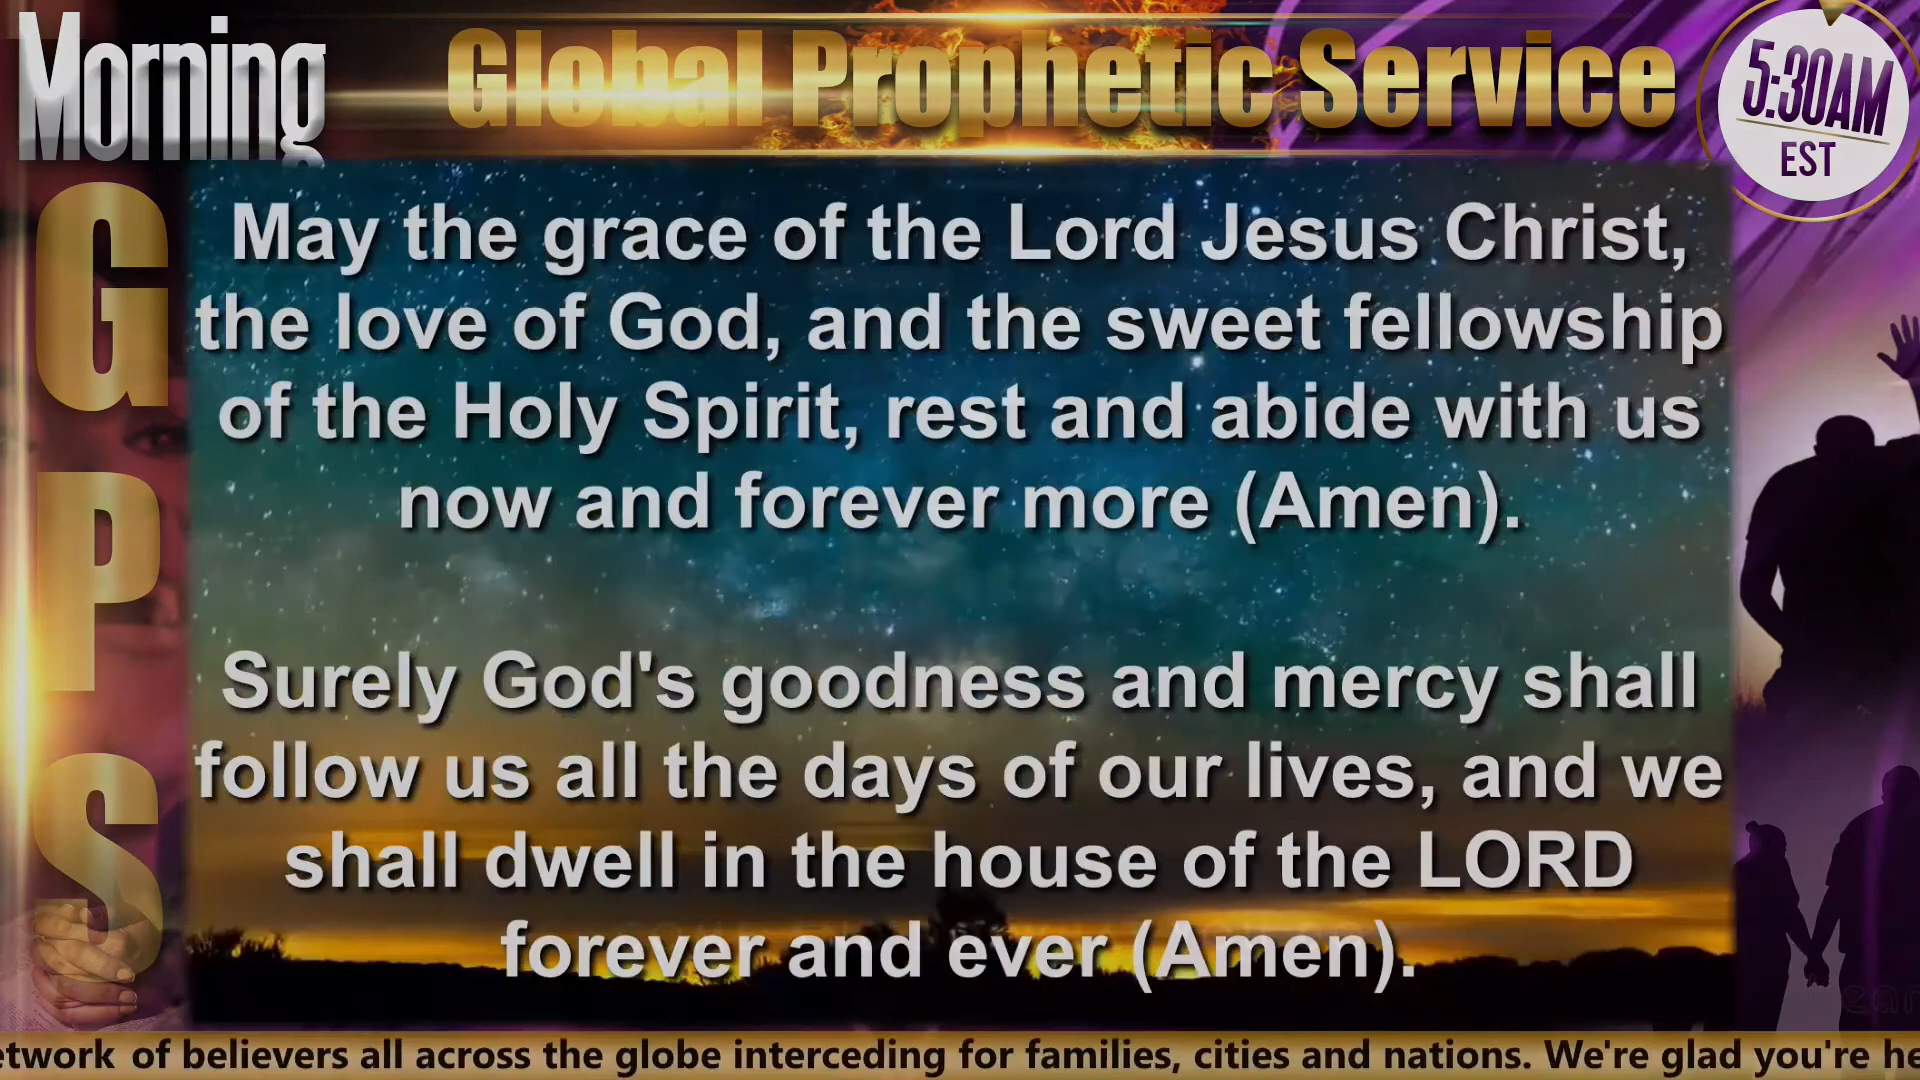 Morning
Global Prophetic Service
5:30AM
EST
G
P
S
May the grace of the Lord Jesus Christ,
the love of God, and the sweet fellowship
of the Holy Spirit, rest and abide with us
now and forever more (Amen).
Surely God's goodness and mercy shall
follow us all the days of our lives, and we
shall dwell in the house of the LORD
forever and ever (Amen).
etwork of believers all across the globe interceding for families, cities and nations. We're glad you're he